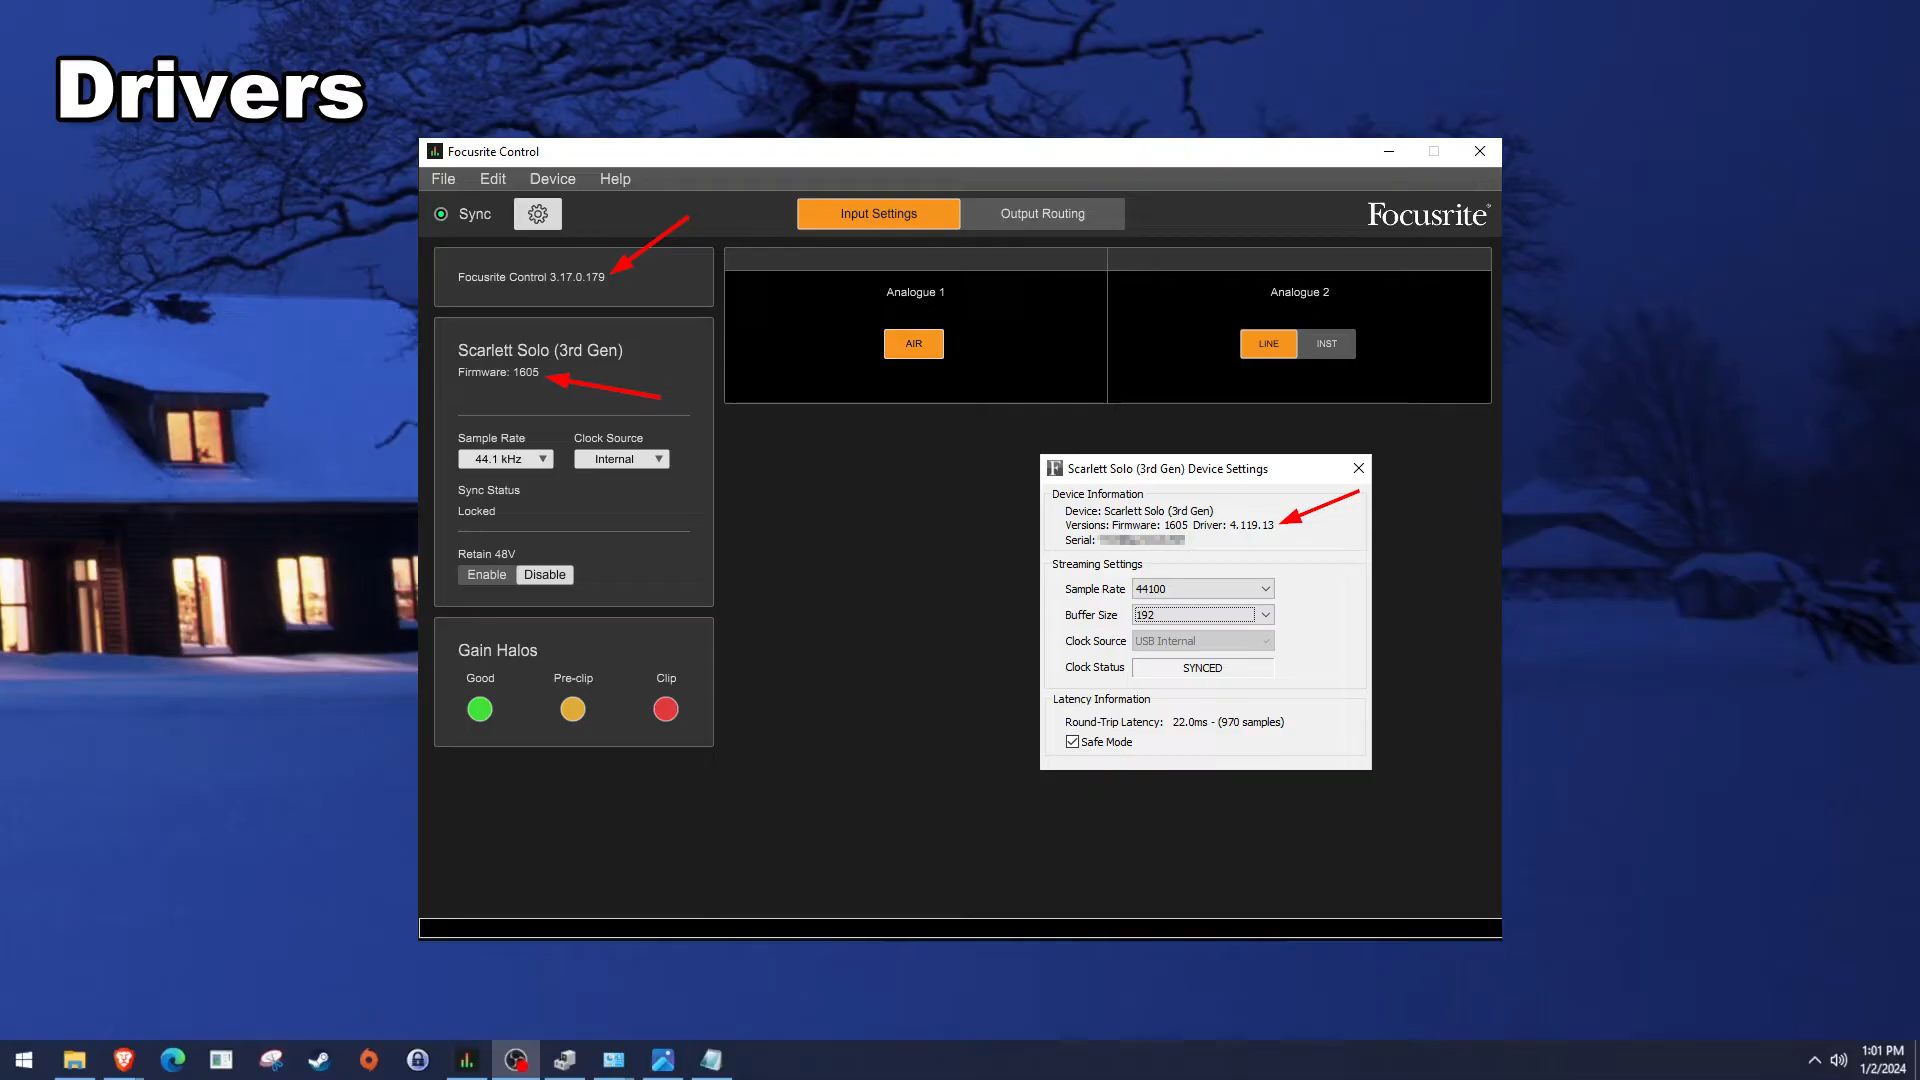 Drivers
Focusrite Control
File Edit Device Help
Sync
Input Settings
Output Routing
Focusrite
Focusrite Control 3.17.0.179
Scarlett Solo (3rd Gen)
Firmware: 1605
Sample Rate
Clock Source
44.1 kHz
Internal
Sync Status
Locked
Retain 48V
Enable
Disable
Gain Halos
Good
Pre-clip
Clip
Analogue 1
Analogue 2
AIR
LINE
INST
Scarlett Solo (3rd Gen) Device Settings
Device Information
Device: Scarlett Solo (3rd Gen)
Versions: Firmware: 1605 Driver: 4.119.13
Serial:
Streaming Settings
Sample Rate 44100
Buffer Size 192
Clock Source USB Internal
Clock Status SYNCED
Latency Information
Round-Trip Latency: 22.0ms - (970 samples)
Safe Mode
1:01 PM
1/2/2024